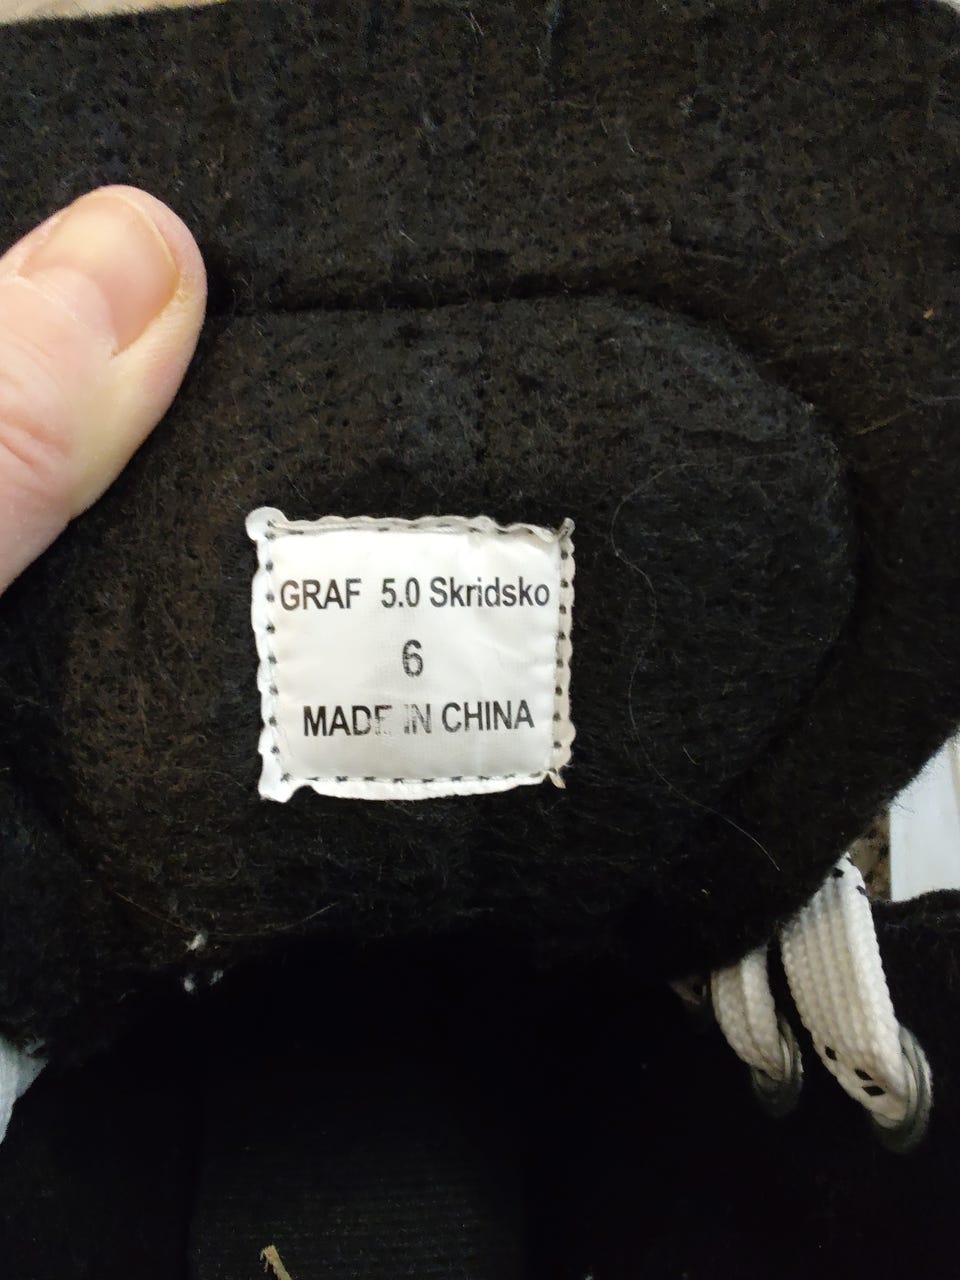 GRAF 5.0 Skridsko
6
MADE IN CHINA